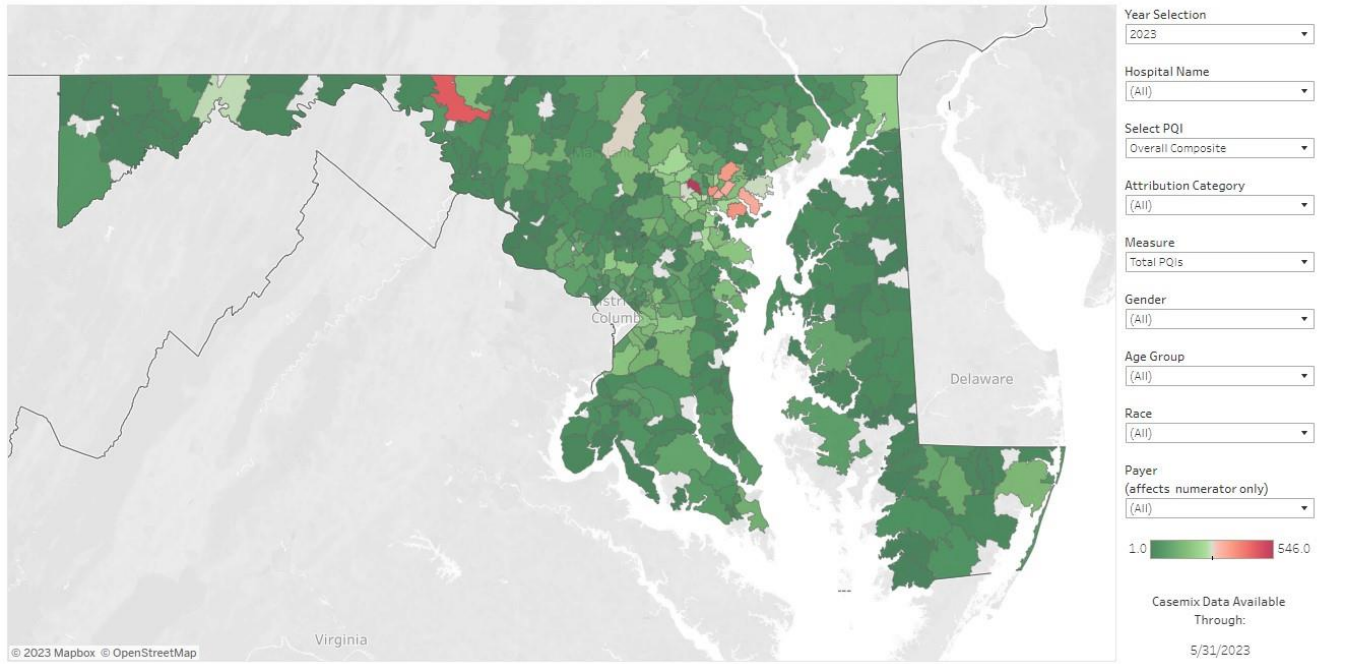 Year Selection
2023
Hospital Name
(All)
Select PQI
Overall Composite
Attribution Category
(All)
Measure
Total PQIs
Gender
(All)
Age Group
(All)
Race
(All)
Payer
(affects numerator only)
(All)
1.0 546.0
Casemix Data Available
Through:
5/31/2023
Delaware
Virginia
© 2023 Mapbox © OpenStreetMap